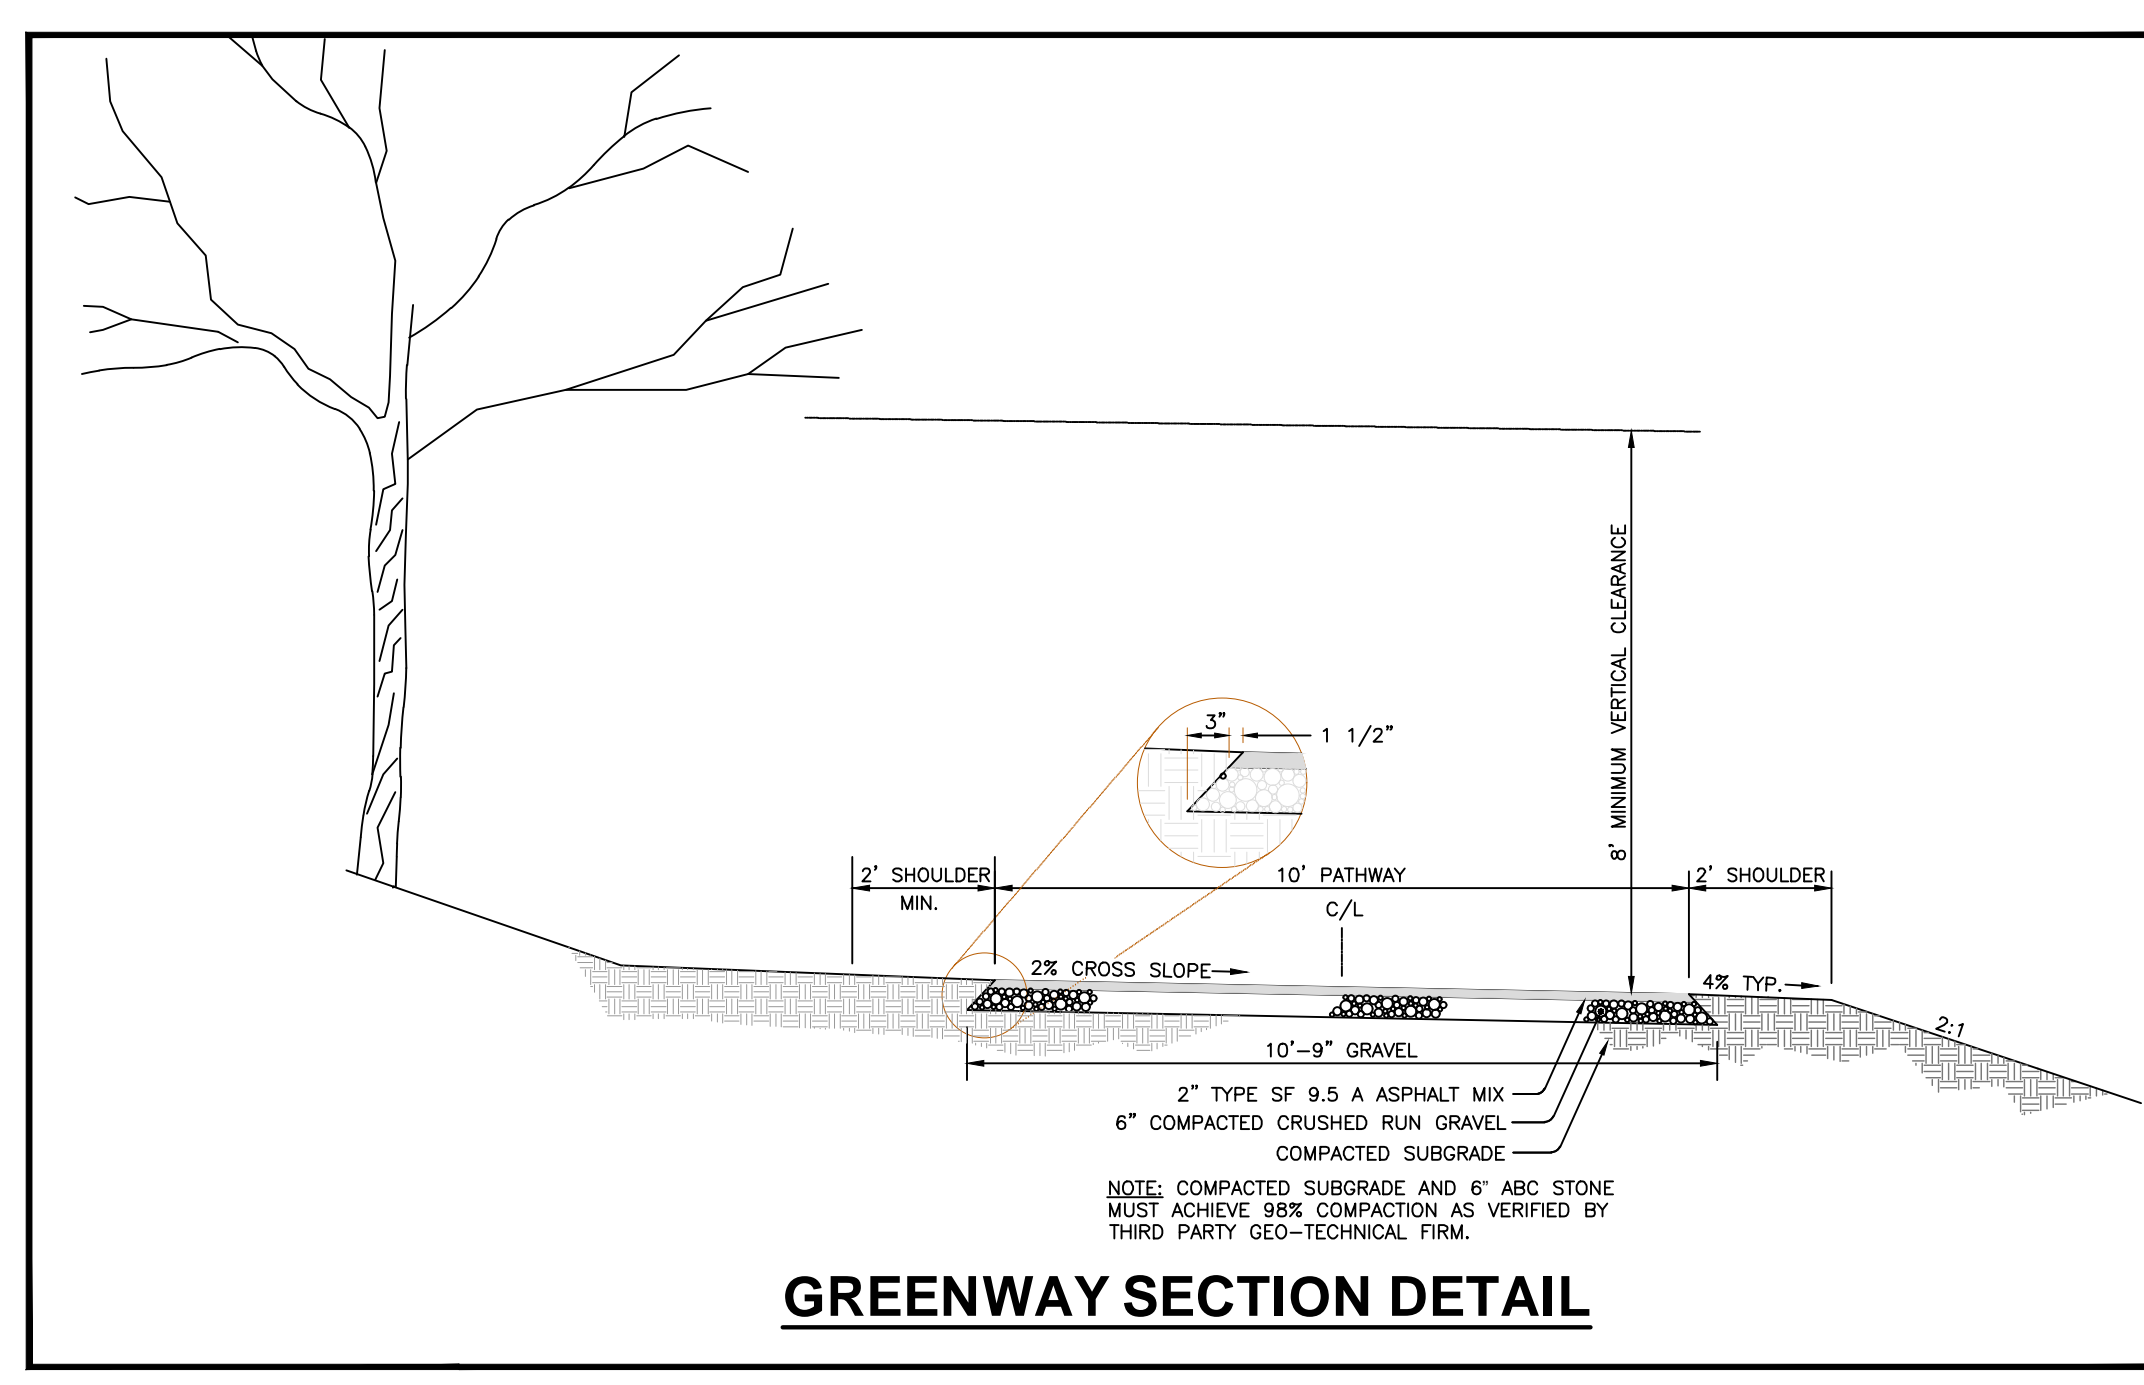 3"
1 1/2"
8' MINIMUM VERTICAL CLEARANCE
2' SHOULDER
MIN.
10' PATHWAY
2' SHOULDER
C/L
2% CROSS SLOPE
4% TYP.
2:1
10'-9" GRAVEL
2" TYPE SF 9.5 A ASPHALT MIX
6" COMPACTED CRUSHED RUN GRAVEL
COMPACTED SUBGRADE
NOTE: COMPACTED SUBGRADE AND 6" ABC STONE
MUST ACHIEVE 98% COMPACTION AS VERIFIED BY
THIRD PARTY GEO-TECHNICAL FIRM.
GREENWAY SECTION DETAIL